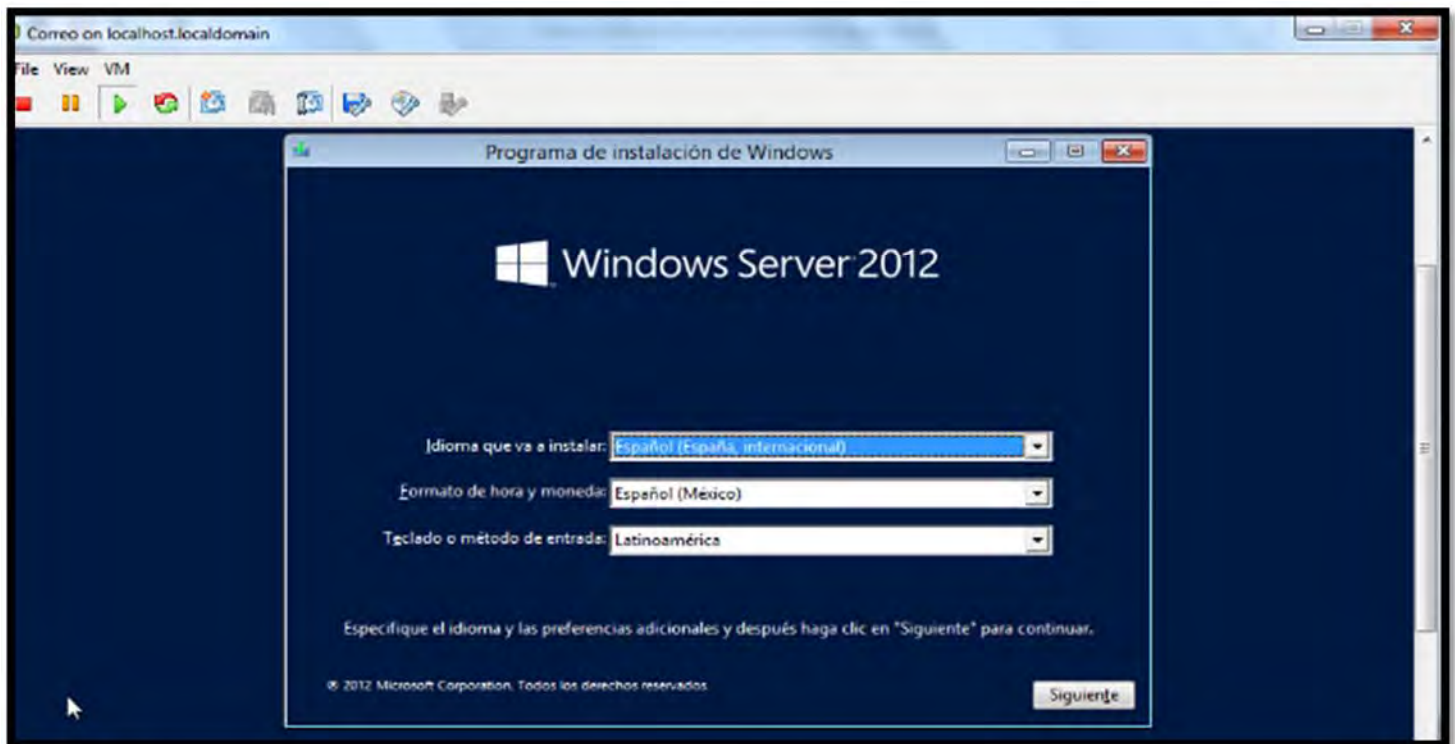 Correo on localhost.localdomain
File View VM
Programa de instalación de Windows
Windows Server 2012
Idioma que va a instalar: Español (España, internacional)
Formato de hora y moneda: Español (México)
Teclado o método de entrada: Latinoamérica
Especifique el idioma y las preferencias adicionales y después haga clic en "Siguiente" para continuar.
© 2012 Microsoft Corporation. Todos los derechos reservados.
Siguiente